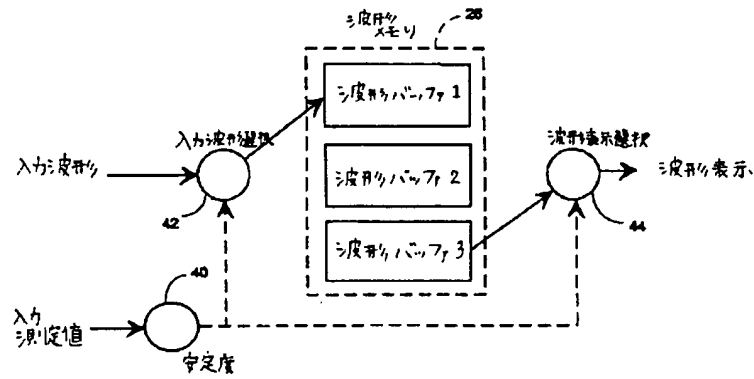 波形
メモリ
26
波形バッファ 1
入力波形選択
波形表示選択
入力波形
波形バッファ 2
波形表示
42
波形バッファ 3
44
40
入力
測定値
安定度